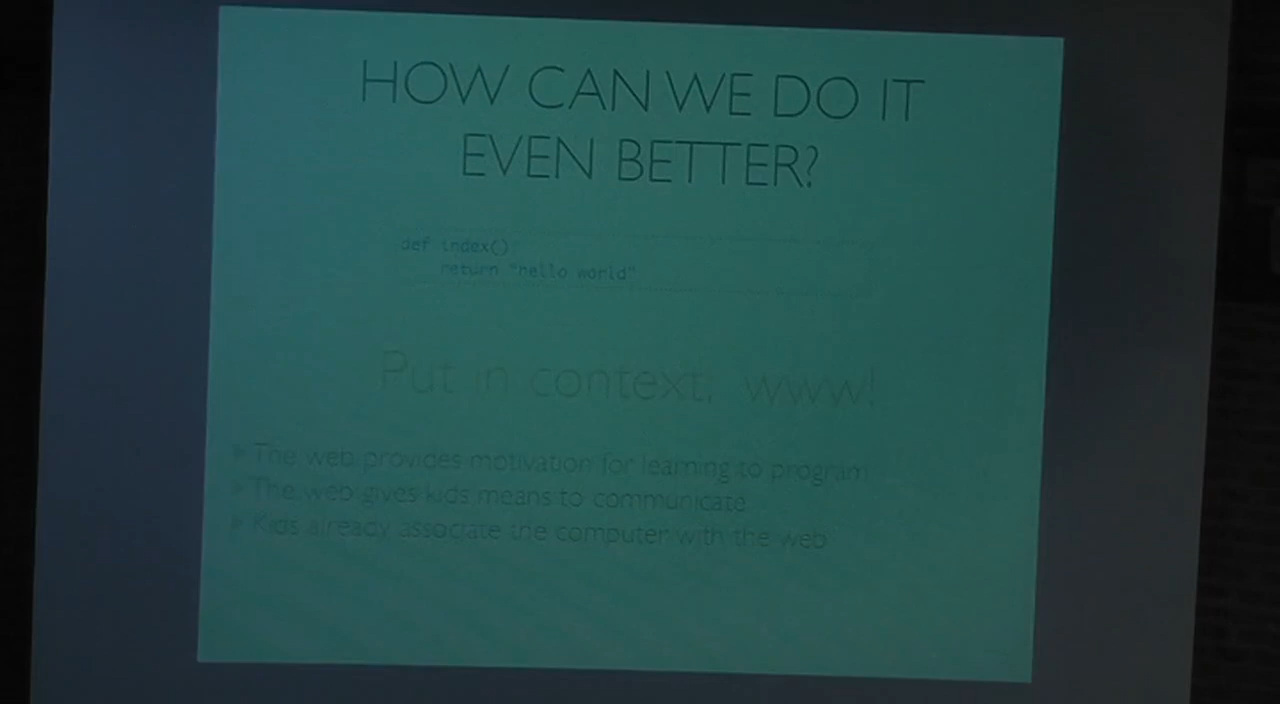 HOW CAN WE DO IT
EVEN BETTER?
def index()
return "hello world"
Put in context, www!
The web provides motivation for learning to program
The web gives kids means to communicate
Kids already associate the computer with the web